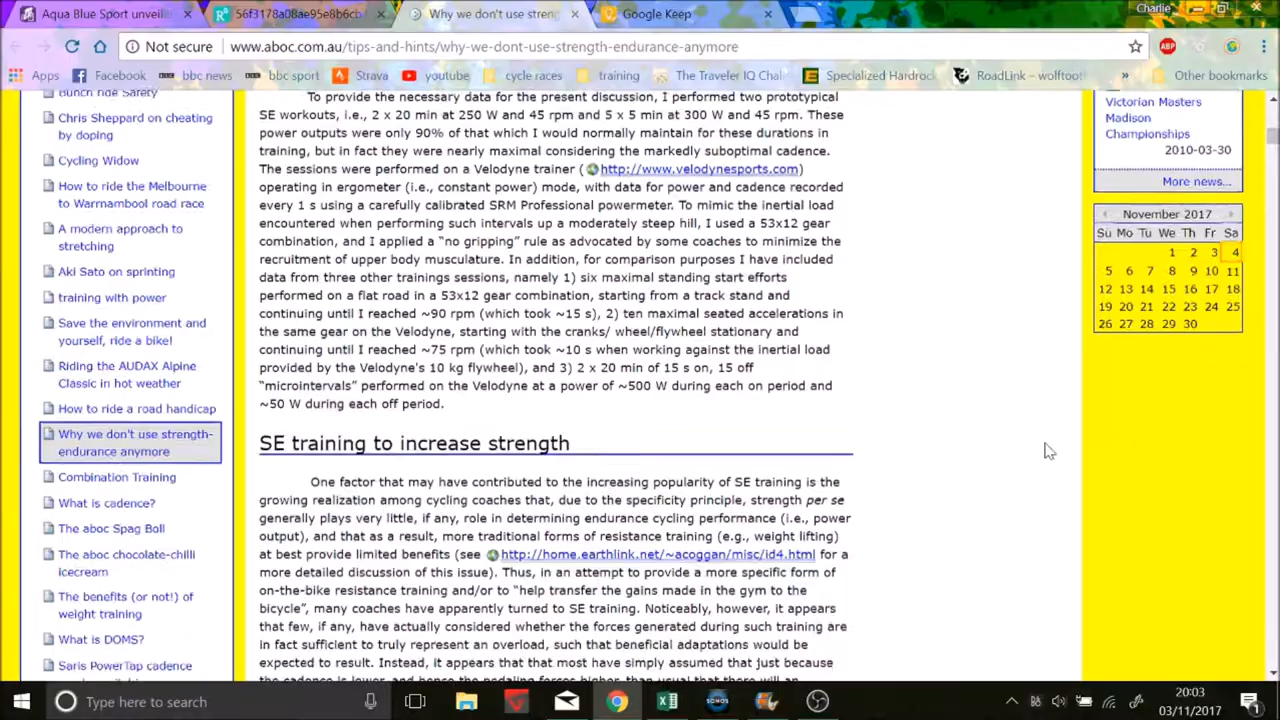 Aqua Blue Sport unveili
56f3178a08ae95e8b6cb
Why we don't use streng
Google Keep
Charlie
Not secure
www.aboc.com.au/tips-and-hints/why-we-dont-use-strength-endurance-anymore
Apps
Facebook
bbc news
bbc sport
Strava
youtube
cycle races
training
The Traveler IQ Chal
Specialized Hardrock
RoadLink – wolftoot
»
Other bookmarks
Bunch ride Safety
Chris Sheppard on cheating
by doping
Cycling Widow
How to ride the Melbourne
to Warrnambool road race
A modern approach to
stretching
Aki Sato on sprinting
training with power
Save the environment and
yourself, ride a bike!
Riding the AUDAX Alpine
Classic in hot weather
How to ride a road handicap
Why we don't use strength-
endurance anymore
Combination Training
What is cadence?
The aboc Spag Boll
The aboc chocolate-chilli
icecream
The benefits (or not!) of
weight training
What is DOMS?
Saris PowerTap cadence
To provide the necessary data for the present discussion, I performed two prototypical
SE workouts, i.e., 2 x 20 min at 250 W and 45 rpm and 5 x 5 min at 300 W and 45 rpm. These
power outputs were only 90% of that which I would normally maintain for these durations in
training, but in fact they were nearly maximal considering the markedly suboptimal cadence.
The sessions were performed on a Velodyne trainer (http://www.velodynesports.com)
operating in ergometer (i.e., constant power) mode, with data for power and cadence recorded
every 1 s using a carefully calibrated SRM Professional powermeter. To mimic the inertial load
encountered when performing such intervals up a moderately steep hill, I used a 53x12 gear
combination, and I applied a “no gripping” rule as advocated by some coaches to minimize the
recruitment of upper body musculature. In addition, for comparison purposes I have included
data from three other trainings sessions, namely 1) six maximal standing start efforts
performed on a flat road in a 53x12 gear combination, starting from a track stand and
continuing until I reached ~90 rpm (which took ~15 s), 2) ten maximal seated accelerations in
the same gear on the Velodyne, starting with the cranks/ wheel/flywheel stationary and
continuing until I reached ~75 rpm (which took ~10 s when working against the inertial load
provided by the Velodyne's 10 kg flywheel), and 3) 2 x 20 min of 15 s on, 15 off
“microintervals” performed on the Velodyne at a power of ~500 W during each on period and
~50 W during each off period.
SE training to increase strength
One factor that may have contributed to the increasing popularity of SE training is the
growing realization among cycling coaches that, due to the specificity principle, strength per se
generally plays very little, if any, role in determining endurance cycling performance (i.e., power
output), and that as a result, more traditional forms of resistance training (e.g., weight lifting)
at best provide limited benefits (see http://home.earthlink.net/~acoggan/misc/id4.html for a
more detailed discussion of this issue). Thus, in an attempt to provide a more specific form of
on-the-bike resistance training and/or to “help transfer the gains made in the gym to the
bicycle”, many coaches have apparently turned to SE training. Noticeably, however, it appears
that few, if any, have actually considered whether the forces generated during such training are
in fact sufficient to truly represent an overload, such that beneficial adaptations would be
expected to result. Instead, it appears that that most have simply assumed that just because
the cadence is lower, and hence the pedaling forces higher, than usual that there will an
Victorian Masters
Madison
Championships
2010-03-30
More news...
November 2017
Su Mo Tu We Th Fr Sa
1 2 3 4
5 6 7 8 9 10 11
12 13 14 15 16 17 18
19 20 21 22 23 24 25
26 27 28 29 30
Type here to search
SONOS
20:03
03/11/2017
1